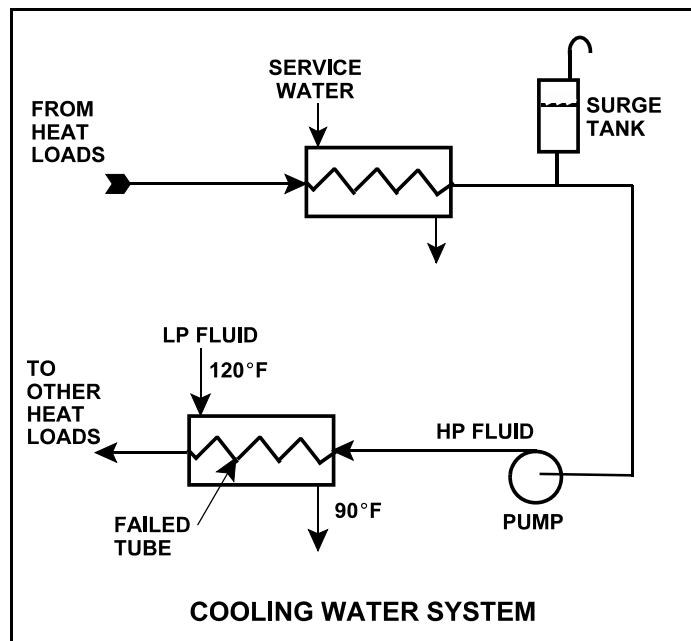 SERVICE
WATER
FROM
HEAT
LOADS
SURGE
TANK
LP FLUID
120°F
TO
OTHER
HEAT
LOADS
HP FLUID
90°F
FAILED
TUBE
PUMP
COOLING WATER SYSTEM